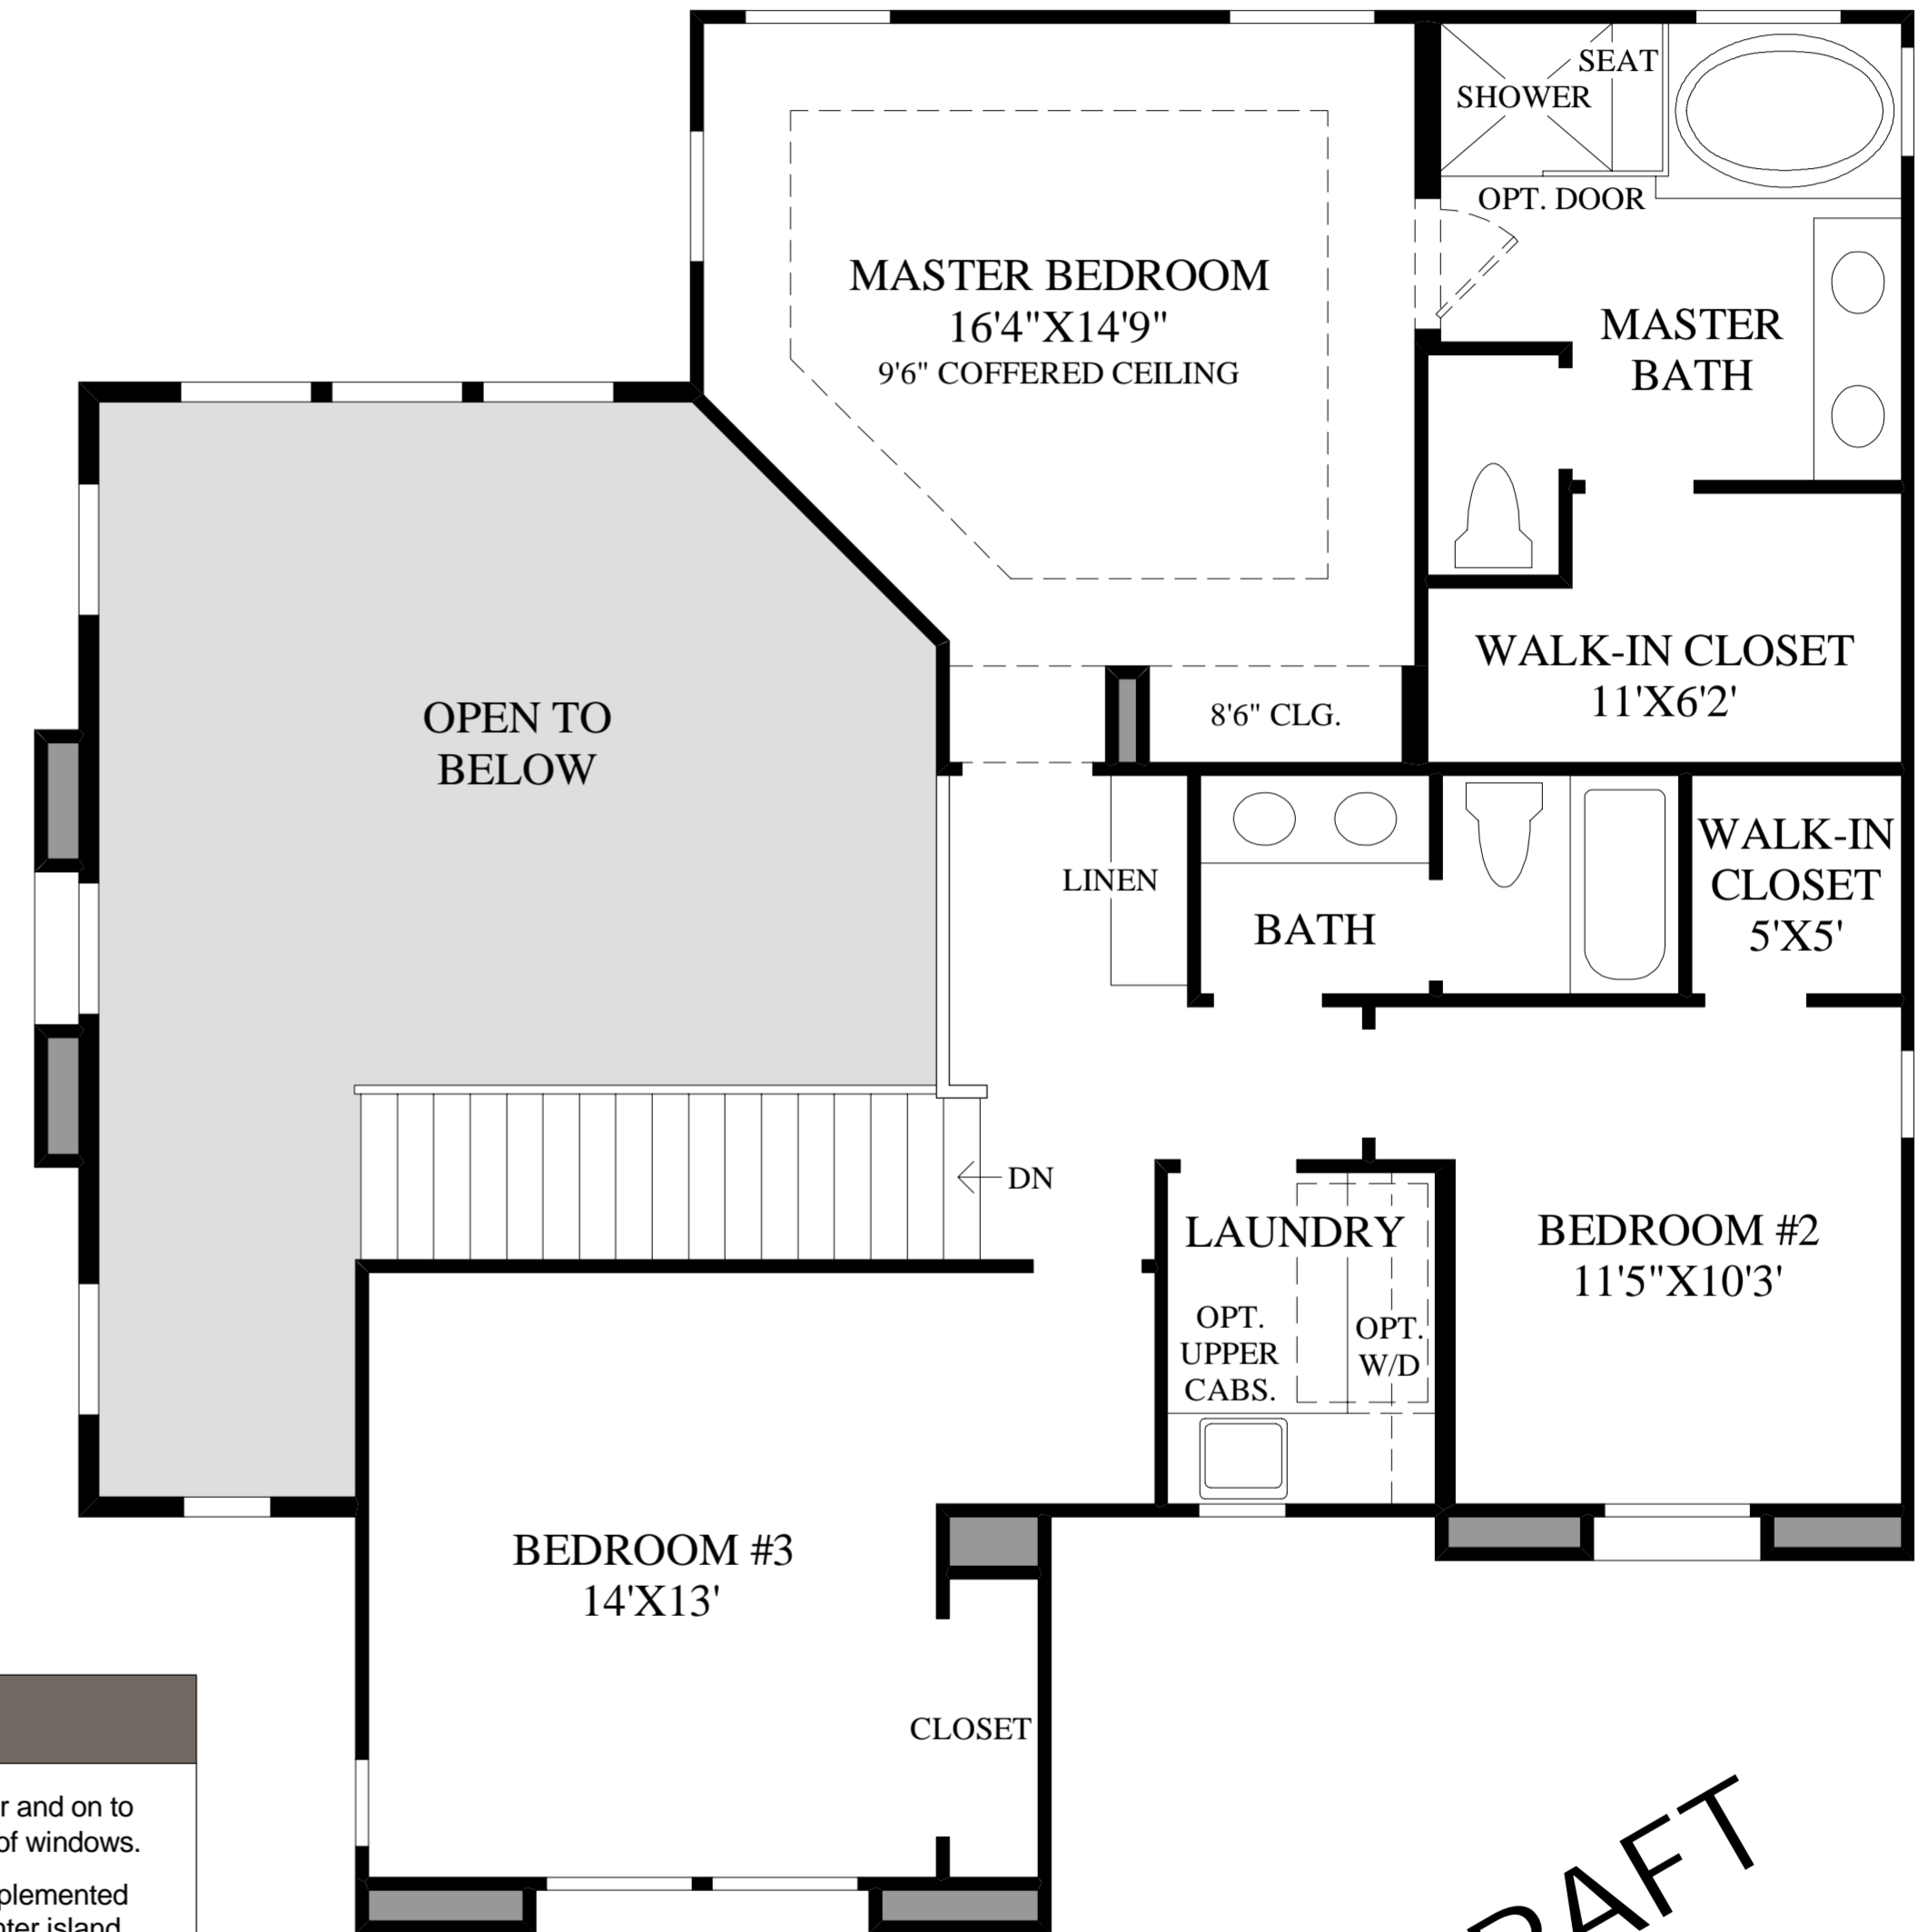 SEAT
SHOWER
OPT. DOOR
MASTER BEDROOM
16'4"X14'9"
9'6" COFFERED CEILING
MASTER
BATH
WALK-IN CLOSET
11'X6'2'
OPEN TO
BELOW
8'6" CLG.
LINEN
BATH
WALK-IN
CLOSET
5'X5'
DN
LAUNDRY
OPT.
UPPER
CABS.
OPT.
W/D
BEDROOM #2
11'5"X10'3'
BEDROOM #3
14'X13'
CLOSET
r and on to
of windows.
plemented
nter island
RAFT